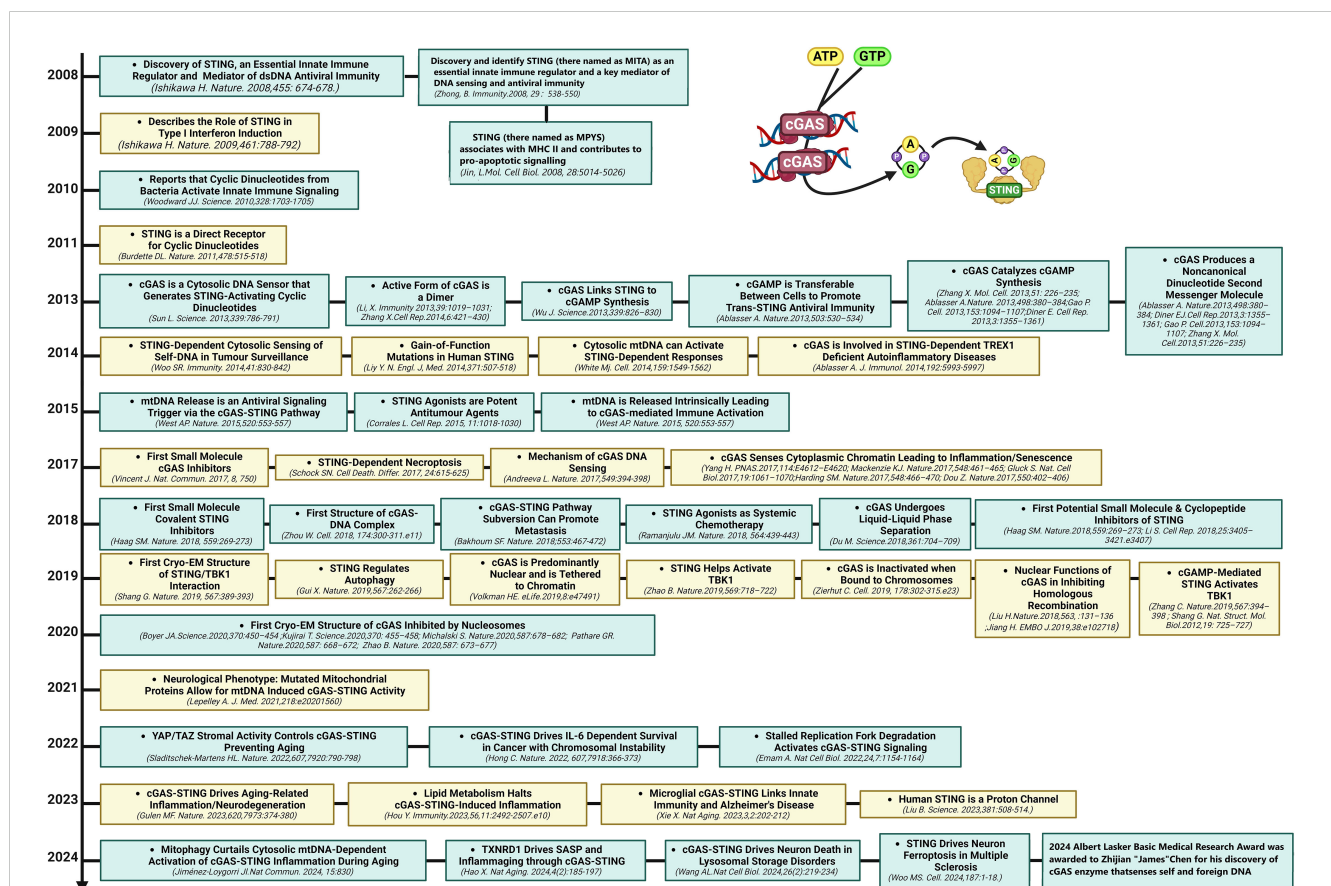 2008
• Discovery of STING, an Essential Innate Immune
Regulator and Mediator of dsDNA Antiviral Immunity
(Ishikawa H. Nature. 2008,455: 674-678.)
Discovery and identify STING (there named as MITA) as an
essential innate immune regulator and a key mediator of
DNA sensing and antiviral immunity
(Zhong, B. Immunity.2008, 29 : 538-550)
STING (there named as MPYS)
associates with MHC II and contributes to
pro-apoptotic signalling
(Jin, L.Mol. Cell Biol. 2008, 28:5014-5026)
ATP
GTP
cGAS
cGAS
A
P
P
G
A
G
STING
2009
• Describes the Role of STING in
Type I Interferon Induction
(Ishikawa H. Nature. 2009,461:788-792)
2010
• Reports that Cyclic Dinucleotides from
Bacteria Activate Innate Immune Signaling
(Woodward JJ. Science. 2010,328:1703-1705)
2011
• STING is a Direct Receptor
for Cyclic Dinucleotides
(Burdette DL. Nature. 2011,478:515-518)
2013
• cGAS is a Cytosolic DNA Sensor that
Generates STING-Activating Cyclic
Dinucleotides
(Sun L. Science. 2013,339:786-791)
• Active Form of cGAS is
a Dimer
(Li, X. Immunity 2013,39:1019–1031;
Zhang X.Cell Rep.2014,6:421–430)
• cGAS Links STING to
cGAMP Synthesis
(Wu J. Science.2013,339:826–830)
• cGAMP is Transferable
Between Cells to Promote
Trans-STING Antiviral Immunity
(Ablasser A. Nature.2013,503:530–534)
• cGAS Catalyzes cGAMP
Synthesis
(Zhang X. Mol. Cell. 2013,51: 226–235;
Ablasser A.Nature.2013,498:380–384;Gao P.
Cell. 2013,153:1094–1107;Diner E. Cell Rep.
2013,3:1355–1361)
• cGAS Produces a
Noncanonical
Dinucleotide Second
Messenger Molecule
(Ablasser A. Nature.2013,498:380–
384; Diner EJ.Cell Rep.2013,3:1355–
1361; Gao P. Cell.2013,153:1094–
1107; Zhang X. Mol.
Cell.2013,51:226–235)
2014
• STING-Dependent Cytosolic Sensing of
Self-DNA in Tumour Surveillance
(Woo SR. Immunity. 2014,41:830-842)
• Gain-of-Function
Mutations in Human STING
(Liy Y. N. Engl. J, Med. 2014,371:507-518)
• Cytosolic mtDNA can Activate
STING-Dependent Responses
(White Mj. Cell. 2014,159:1549-1562)
• cGAS is Involved in STING-Dependent TREX1
Deficient Autoinflammatory Diseases
(Ablasser A. J. Immunol. 2014,192:5993-5997)
2015
• mtDNA Release is an Antiviral Signaling
Trigger via the cGAS-STING Pathway
(West AP. Nature. 2015,520:553-557)
• STING Agonists are Potent
Antitumour Agents
(Corrales L. Cell Rep. 2015, 11:1018-1030)
• mtDNA is Released Intrinsically Leading
to cGAS-mediated Immune Activation
(West AP. Nature. 2015, 520:553-557)
2017
• First Small Molecule
cGAS Inhibitors
(Vincent J. Nat. Commun. 2017, 8, 750)
• STING-Dependent Necroptosis
(Schock SN. Cell Death. Differ. 2017, 24:615-625)
• Mechanism of cGAS DNA
Sensing
(Andreeva L. Nature. 2017,549:394-398)
• cGAS Senses Cytoplasmic Chromatin Leading to Inflammation/Senescence
(Yang H. PNAS.2017,114:E4612–E4620; Mackenzie KJ. Nature.2017,548:461–465; Gluck S. Nat. Cell
Biol.2017,19:1061–1070;Harding SM. Nature.2017,548:466–470; Dou Z. Nature.2017,550:402–406)
2018
• First Small Molecule
Covalent STING
Inhibitors
(Haag SM. Nature. 2018, 559:269-273)
• First Structure of cGAS-
DNA Complex
(Zhou W. Cell. 2018, 174:300-311.e11)
• cGAS-STING Pathway
Subversion Can Promote
Metastasis
(Bakhoum SF. Nature. 2018;553:467-472)
• STING Agonists as Systemic
Chemotherapy
(Ramanjulu JM. Nature. 2018, 564:439-443)
• cGAS Undergoes
Liquid-Liquid Phase
Separation
(Du M. Science.2018,361:704–709)
• First Potential Small Molecule & Cyclopeptide
Inhibitors of STING
(Haag SM. Nature.2018,559:269–273; Li S Cell Rep. 2018,25:3405-
3421.e3407)
2019
• First Cryo-EM Structure
of STING/TBK1
Interaction
(Shang G. Nature. 2019, 567:389-393)
• STING Regulates
Autophagy
(Gui X. Nature. 2019,567:262-266)
• cGAS is Predominantly
Nuclear and is Tethered
to Chromatin
(Volkman HE. eLife.2019,8:e47491)
• STING Helps Activate
TBK1
(Zhao B. Nature.2019,569:718–722)
• cGAS is Inactivated when
Bound to Chromosomes
(Zierhut C. Cell. 2019, 178:302-315.e23)
• Nuclear Functions of
cGAS in Inhibiting
Homologous
Recombination
(Liu H.Nature.2018,563, :131–136
;Jiang H. EMBO J.2019,38:e102718)
• cGAMP-Mediated
STING Activates
TBK1
(Zhang C. Nature.2019,567:394–
398 ; Shang G. Nat. Struct. Mol.
Biol.2012,19: 725–727)
2020
• First Cryo-EM Structure of cGAS Inhibited by Nucleosomes
(Boyer JA.Science.2020,370:450–454 ;Kujirai T. Science.2020,370: 455–458; Michalski S. Nature.2020,587:678–682; Pathare GR.
Nature.2020,587: 668–672; Zhao B. Nature.2020,587: 673–677)
2021
• Neurological Phenotype: Mutated Mitochondrial
Proteins Allow for mtDNA Induced cGAS-STING Activity
(Lepelley A. J. Med. 2021,218:e20201560)
2022
• YAP/TAZ Stromal Activity Controls cGAS-STING
Preventing Aging
(Sladitschek-Martens HL. Nature. 2022,607,7920:790-798)
• cGAS-STING Drives IL-6 Dependent Survival
in Cancer with Chromosomal Instability
(Hong C. Nature. 2022, 607,7918:366-373)
• Stalled Replication Fork Degradation
Activates cGAS-STING Signaling
(Emam A. Nat Cell Biol. 2022,24,7:1154-1164)
2023
• cGAS-STING Drives Aging-Related
Inflammation/Neurodegeneration
(Gulen MF. Nature. 2023,620,7973:374-380)
• Lipid Metabolism Halts
cGAS-STING-Induced Inflammation
(Hou Y. Immunity.2023,56,11:2492-2507.e10)
• Microglial cGAS-STING Links Innate
Immunity and Alzheimer's Disease
(Xie X. Nat Aging. 2023,3,2:202-212)
• Human STING is a Proton Channel
(Liu B. Science. 2023,381:508-514.)
2024
• Mitophagy Curtails Cytosolic mtDNA-Dependent
Activation of cGAS-STING Inflammation During Aging
(Jiménez-Loygorri JI.Nat Commun. 2024, 15:830)
• TXNRD1 Drives SASP and
Inflammaging through cGAS-STING
(Hao X. Nat Aging. 2024,4(2):185-197)
• cGAS-STING Drives Neuron Death in
Lysosomal Storage Disorders
(Wang AL.Nat Cell Biol. 2024,26(2):219-234)
• STING Drives Neuron
Ferroptosis in Multiple
Sclerosis
(Woo MS. Cell. 2024,187:1-18.)
2024 Albert Lasker Basic Medical Research Award was
awarded to Zhijian "James"Chen for his discovery of
cGAS enzyme thatsenses self and foreign DNA